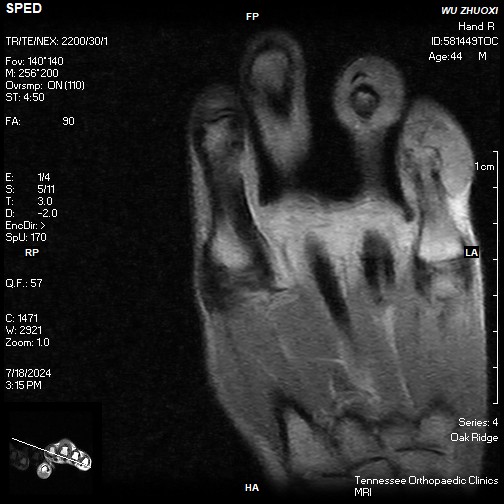 SPED
FP
WU ZHUOXI
Hand R
TR/TE/NEX: 2200/30/1
ID:581449TOC
Age:44 M
Fov: 140*140
M: 256*200
Ovrsmp: ON (110)
ST: 4:50
FA: 90
1cm
E: 1/4
S: 5/11
T: 3.0
D: -2.0
EncDir: >
SpU: 170
RP
LA
Q.F.: 57
C: 1471
W: 2921
Zoom: 1.0
7/18/2024
3:15 PM
Series: 4
Oak Ridge
Tennessee Orthopaedic Clinics
MRI
HA